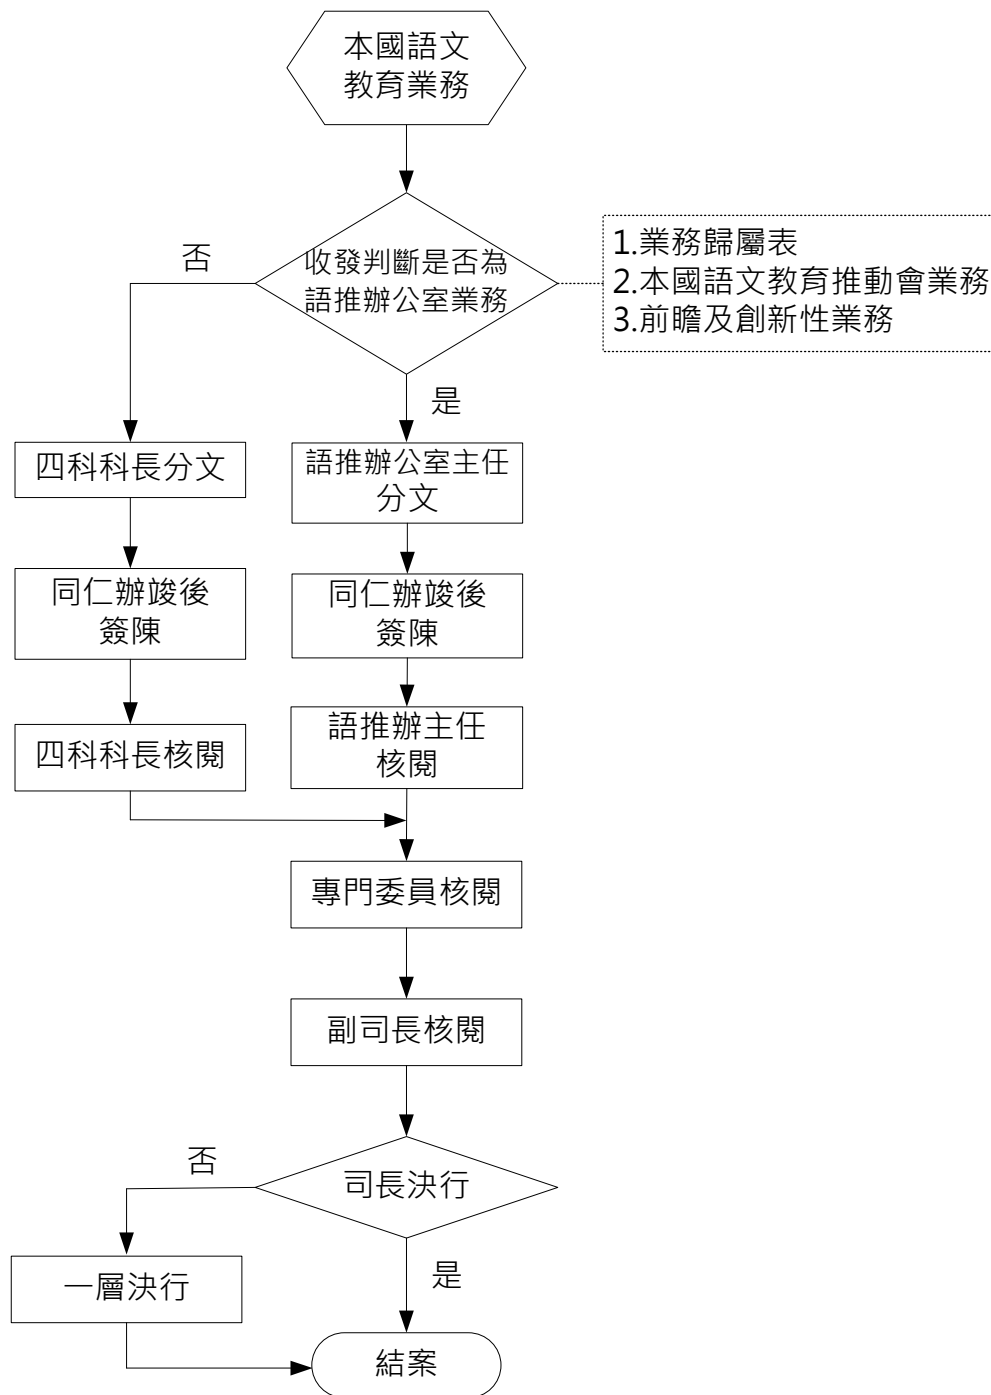 本國語文
教育業務
收發判斷是否為
語推辦公室業務
否
1.業務歸屬表
2.本國語文教育推動會業務
3.前瞻及創新性業務
是
四科科長分文
語推辦公室主任
分文
同仁辦竣後
簽陳
同仁辦竣後
簽陳
四科科長核閱
語推辦主任
核閱
專門委員核閱
副司長核閱
否
司長決行
一層決行
是
結案